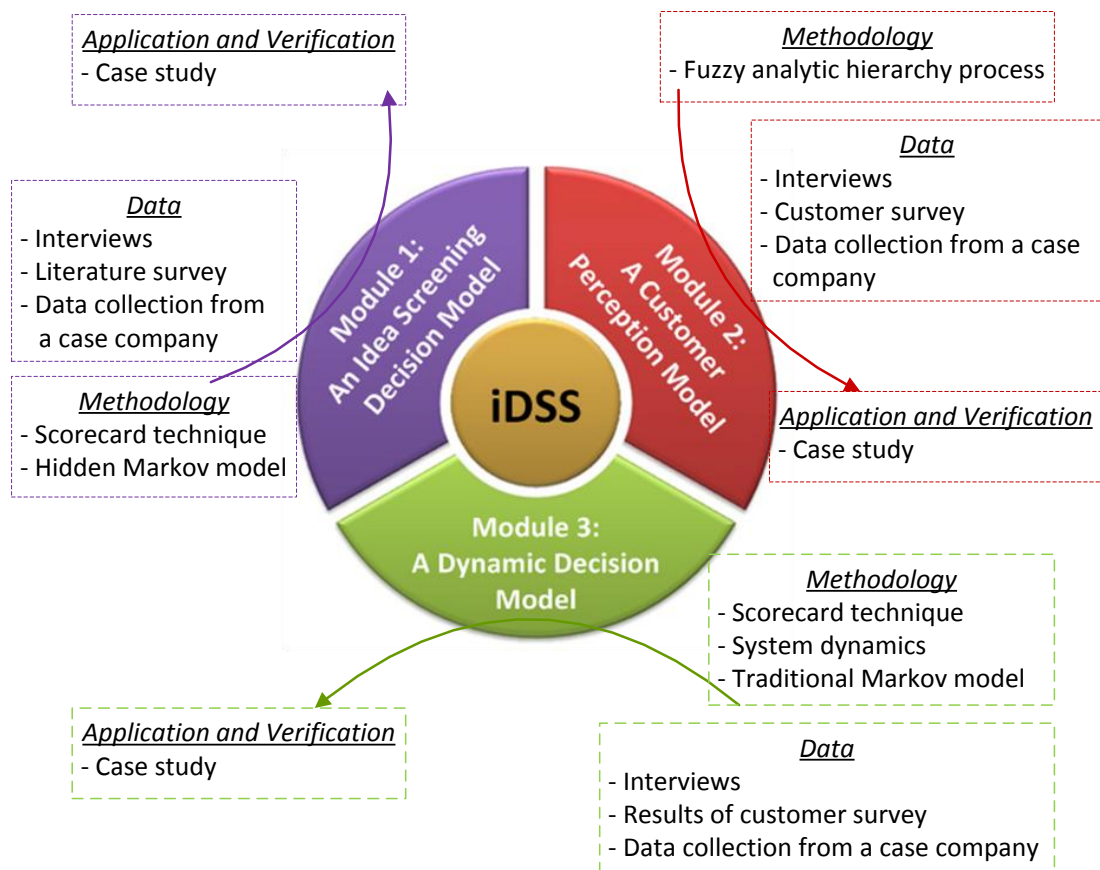 Application and Verification
- Case study
Data
- Interviews
- Literature survey
- Data collection from
a case company
Methodology
- Scorecard technique
- Hidden Markov model
Module 1:
An Idea Screening
Decision Model
Methodology
- Fuzzy analytic hierarchy process
Data
- Interviews
- Customer survey
- Data collection from a case
company
Application and Verification
- Case study
Module 2:
A Customer
Perception Model
iDSS
Module 3:
A Dynamic Decision
Model
Methodology
- Scorecard technique
- System dynamics
- Traditional Markov model
Data
- Interviews
- Results of customer survey
- Data collection from a case company
Application and Verification
- Case study